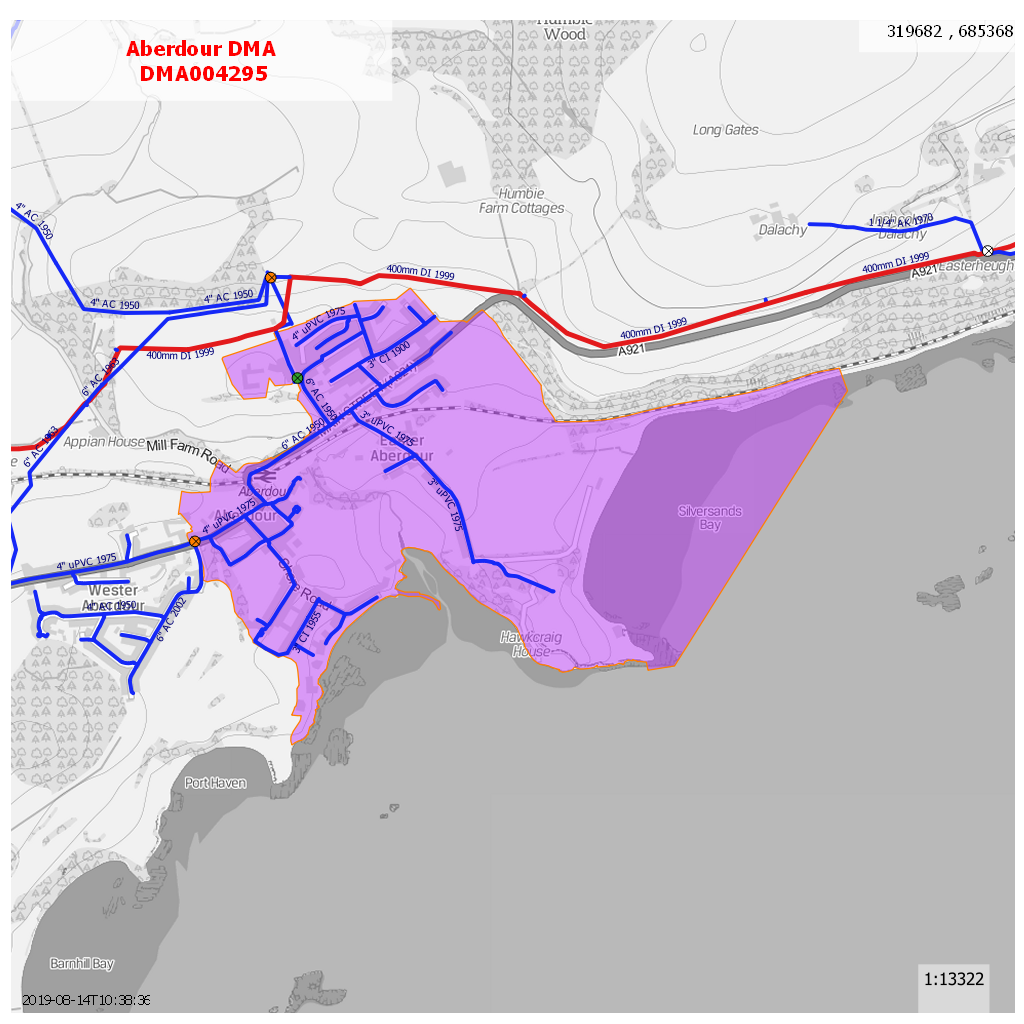 Humbie
Wood
319682 , 685368
Aberdour DMA
DMA004295
Long Gates
Humbie
Farm Cottages
4" AC 1950
1 1/4" AK 1970
Dalachy
Dalachy
400mm DI 1999
400mm DI 1999
A921
Easterheugh
4" AC 1950
4" AC 1950
4" uPVC 1975
400mm DI 1999
A921
400mm DI 1999
3" CI 1900
6" AC 1963
6" AC 1950
6" AC 1963
Appian House
Mill Farm Road
6" AC 1950
3" uPVC 1975
Easter
Aberdour
3" uPVC 1975
Aberdour
4" uPVC 1975
Aberdour
Silversands
Bay
4" uPVC 1975
Wester
Aberdour
4" AC 1950
6" AC 2002
Shore Road
3" CI 1955
Hawkcraig
House
Port Haven
Barnhill Bay
2019-08-14T10:38:36
1:13322